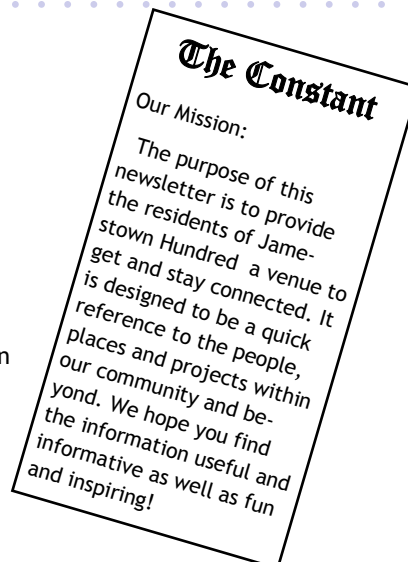 The Constant
Our Mission:
The purpose of this
newsletter is to provide
the residents of Jame-
stown Hundred a venue to
get and stay connected. It
is designed to be a quick
reference to the people,
places and projects within
our community and be-
yond. We hope you find
the information useful and
informative as well as fun
and inspiring!